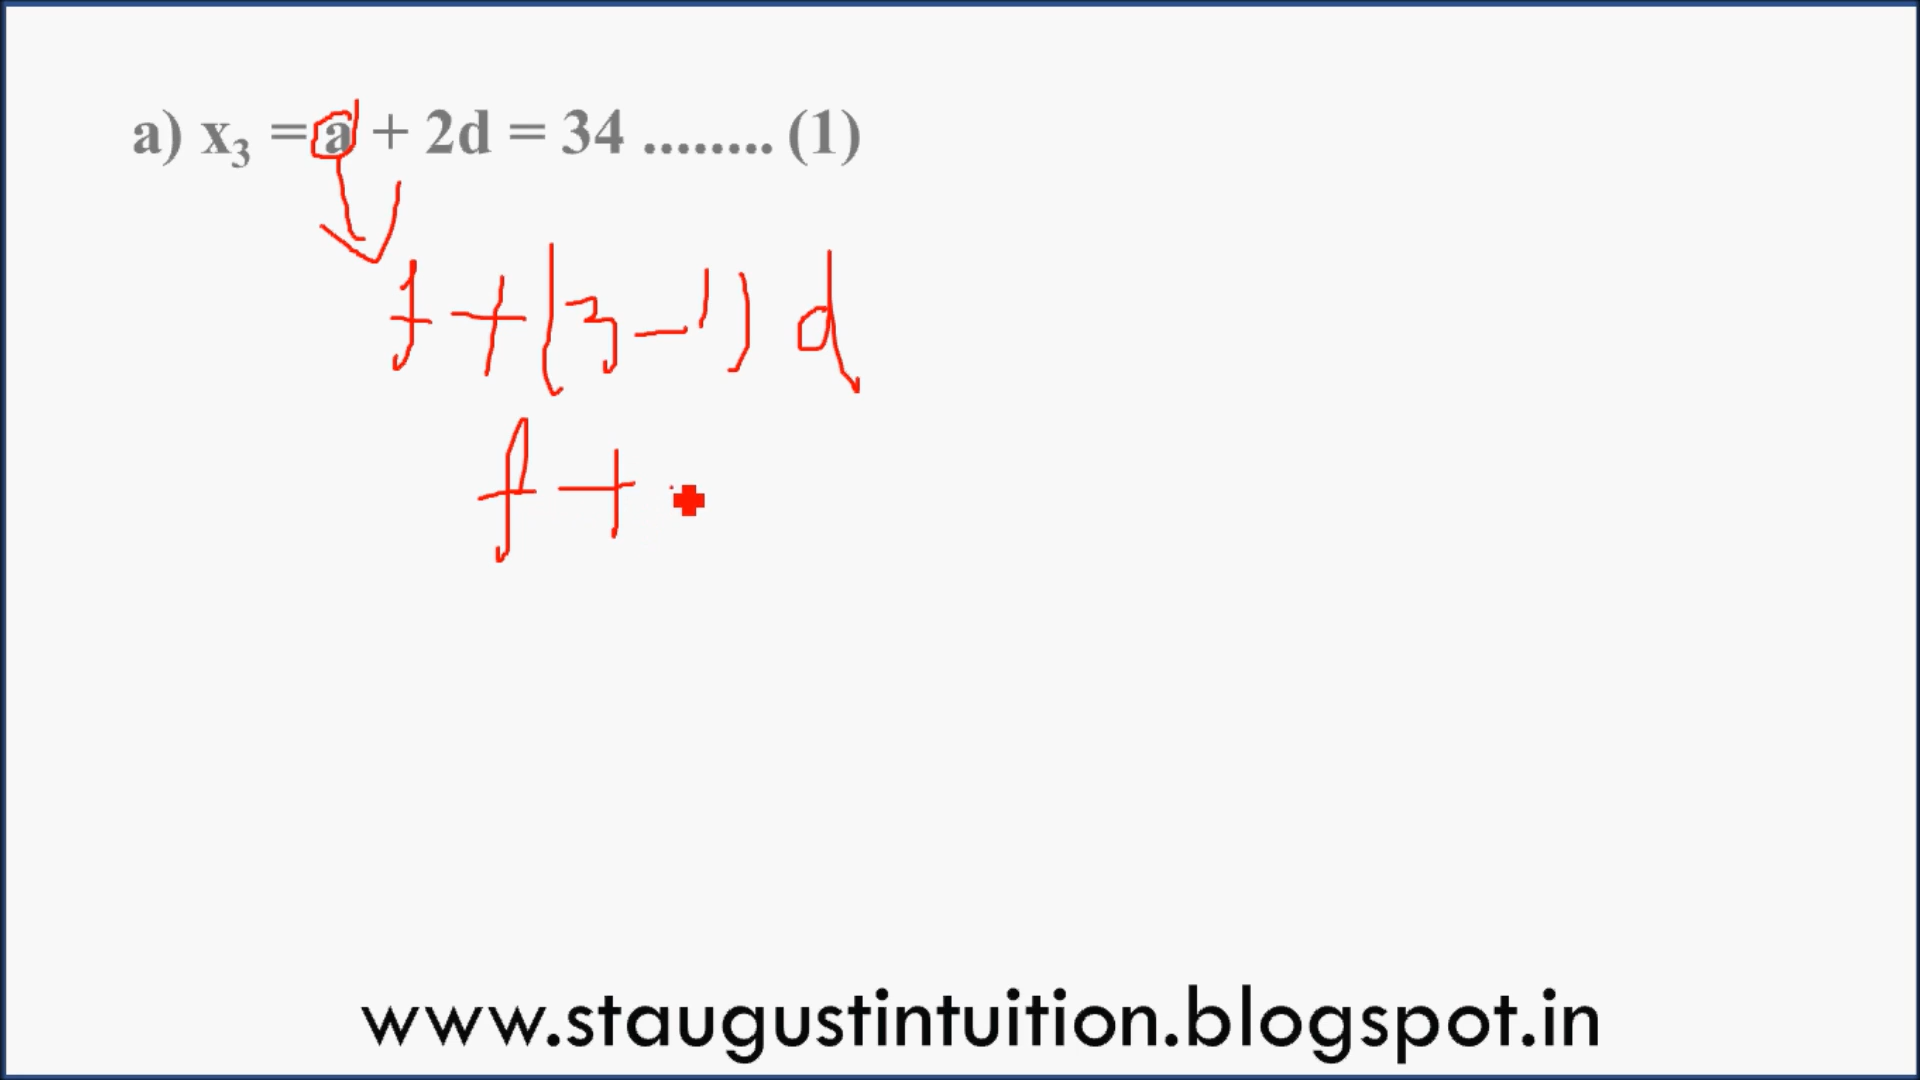 a) x₃ = a + 2d = 34 ........ (1)
f + (3 - 1) d
f +
www.staugustintuition.blogspot.in